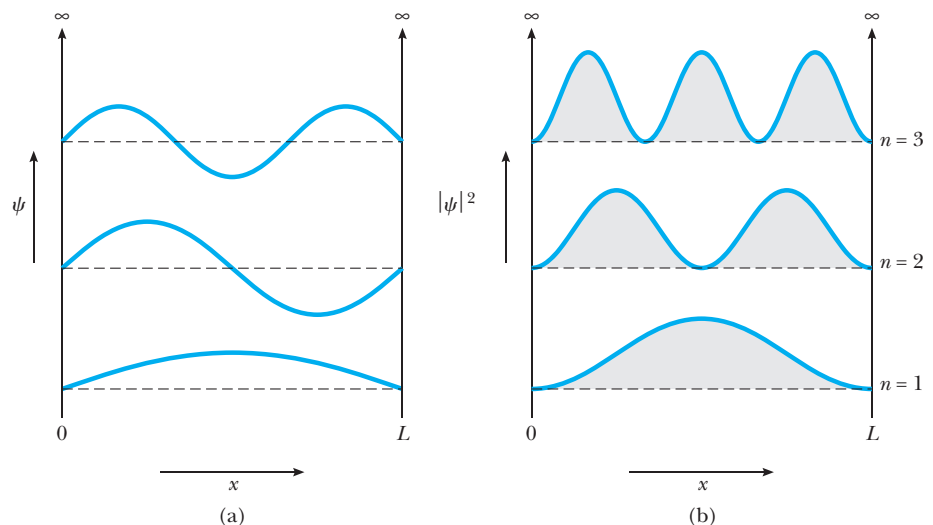 ∞ ∞ ∞ ∞
n = 3
ψ |ψ|²
n = 2
n = 1
0 L 0 L
x x
(a) (b)